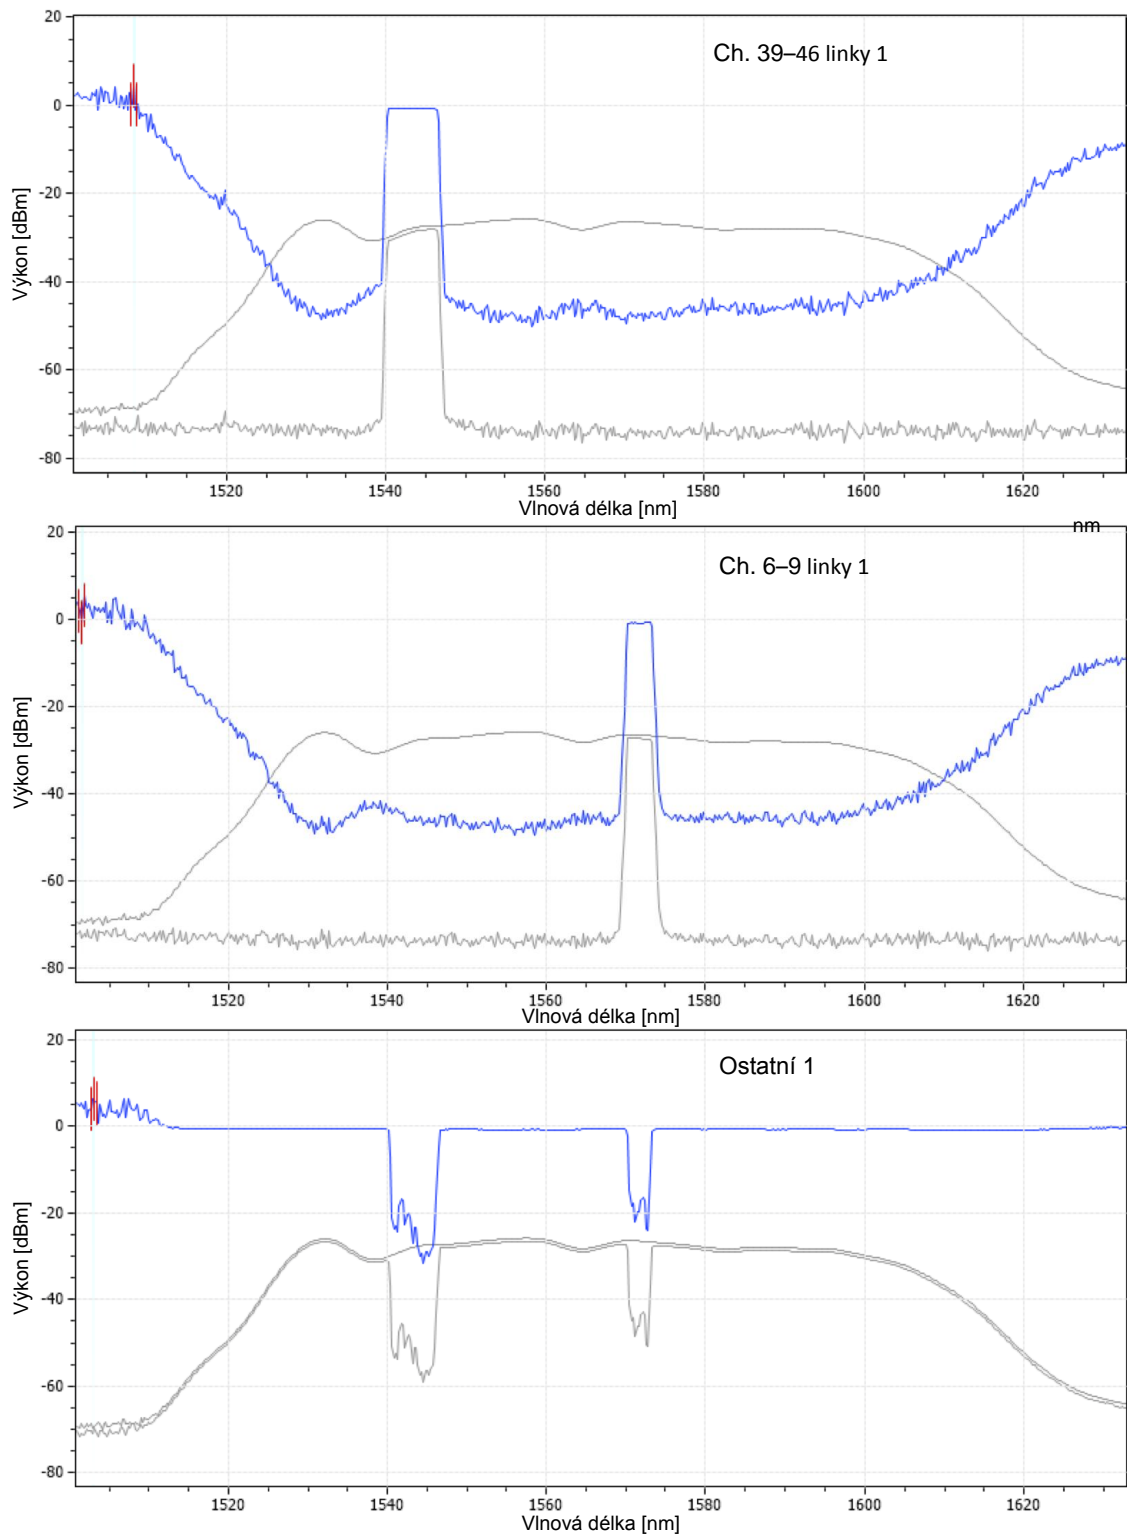 20
Ch. 39–46 linky 1
0
-20
-40
-60
-80
Výkon [dBm]
1520 1540 1560 1580 1600 1620
Vlnová délka [nm]
nm
20
Ch. 6–9 linky 1
0
-20
-40
-60
-80
Výkon [dBm]
1520 1540 1560 1580 1600 1620
Vlnová délka [nm]
20
Ostatní 1
0
-20
-40
-60
-80
Výkon [dBm]
1520 1540 1560 1580 1600 1620
Vlnová délka [nm]